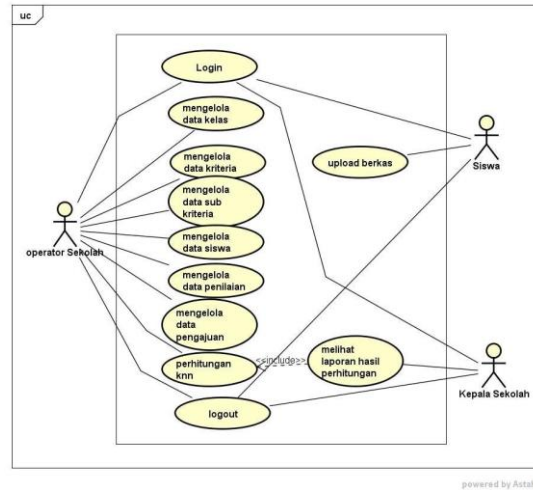 uc
Login
mengelola
data kelas
mengelola
data kriteria
mengelola
data sub
kriteria
mengelola
data siswa
mengelola
data penilaian
mengelola
data
pengajuan
perhitungan
knn
logout
operator Sekolah
upload berkas
Siswa
<<include>>
melihat
laporan hasil
perhitungan
Kepala Sekolah
powered by Astah